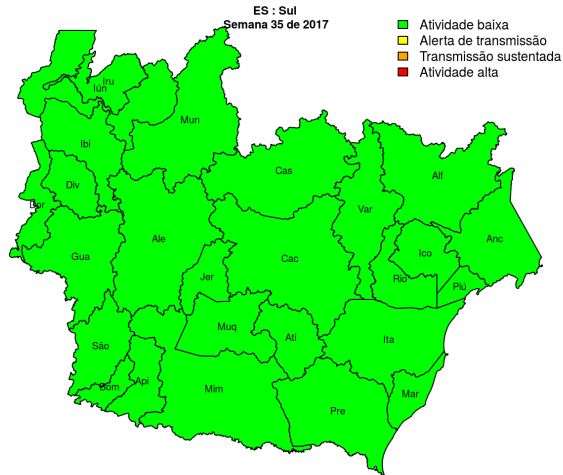 ES : Sul
Semana 35 de 2017
Atividade baixa
Alerta de transmissão
Transmissão sustentada
Atividade alta
Iru
Iún
Mun
Ibi
Cas
Alf
Div
Dor
Var
Ale
Anc
Ico
Gua
Cac
Jer
Rio
Piú
Muq
Ati
Ita
São
Api
Dom
Mim
Mar
Pre